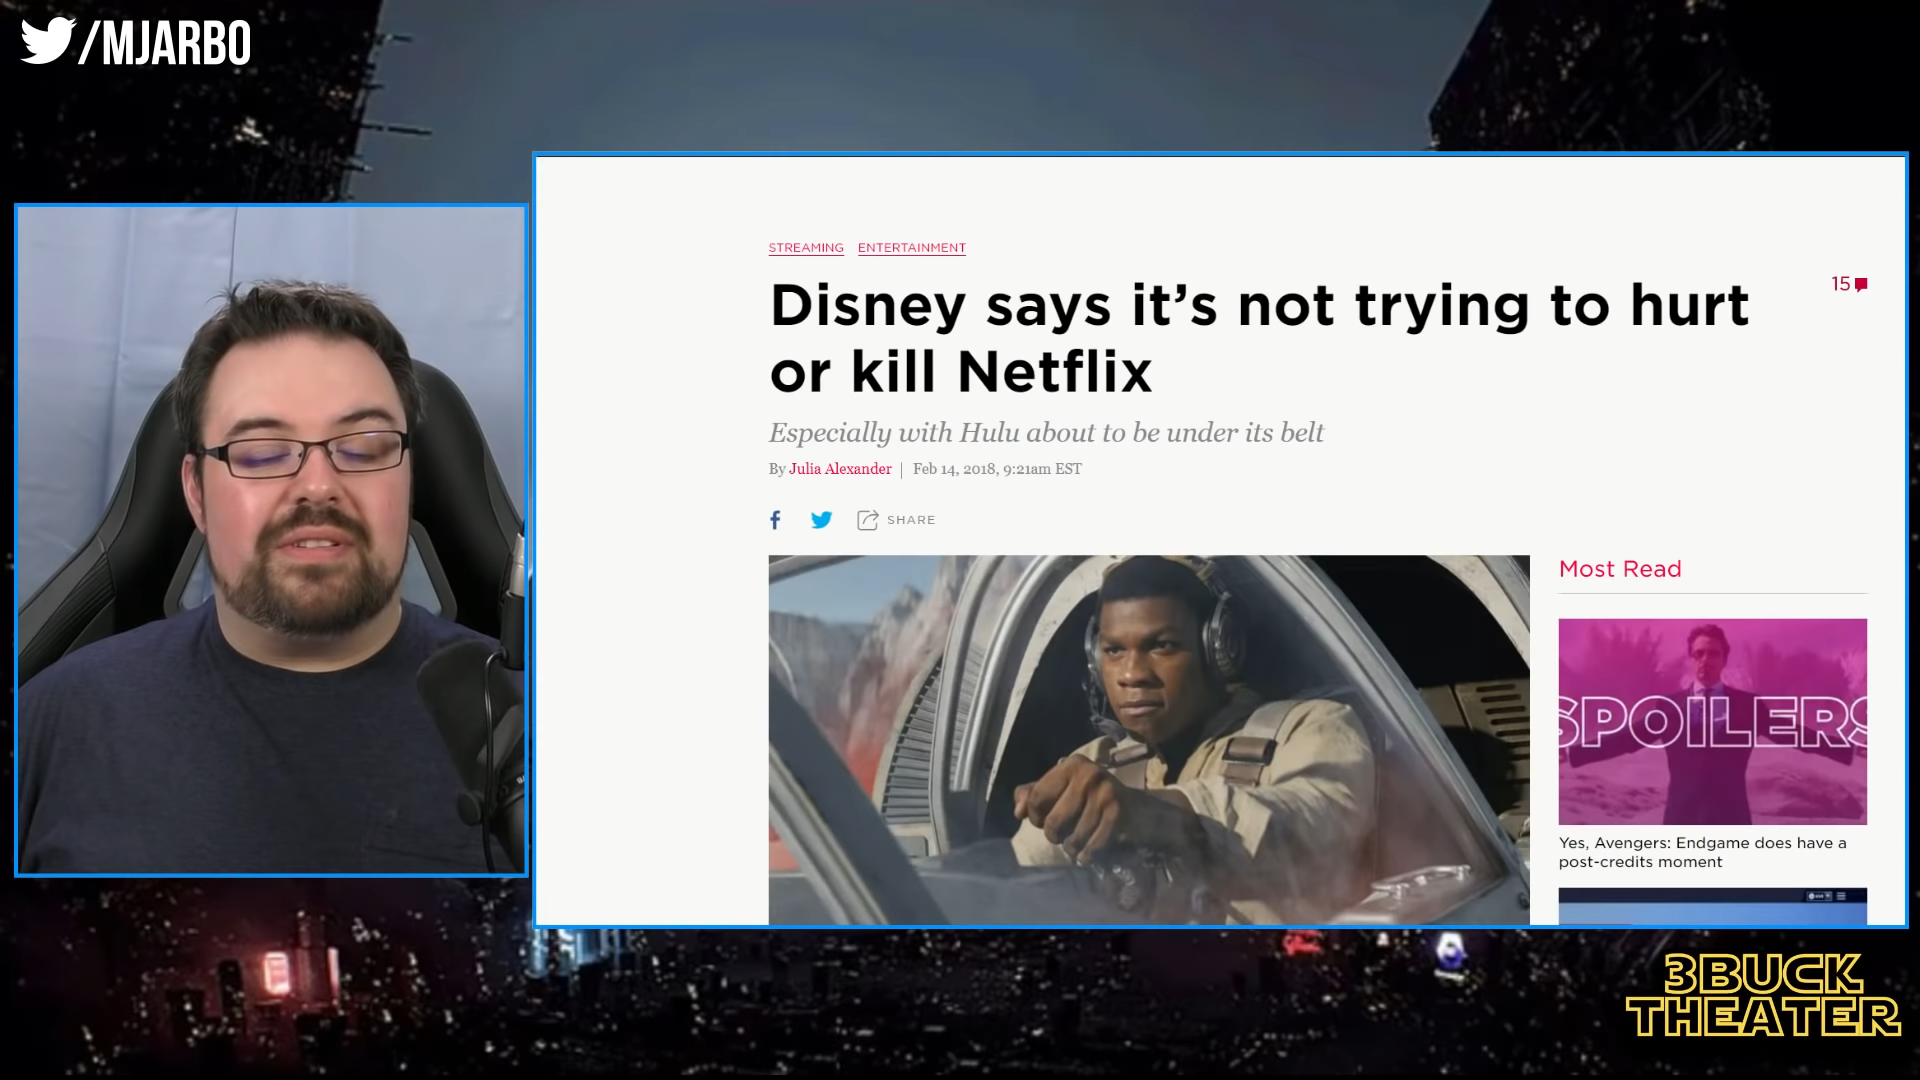 /MJARBO
STREAMING ENTERTAINMENT
Disney says it’s not trying to hurt
or kill Netflix
15
Especially with Hulu about to be under its belt
By Julia Alexander | Feb 14, 2018, 9:21am EST
SHARE
Most Read
SPOILERS
Yes, Avengers: Endgame does have a
post-credits moment
3BUCK
THEATER